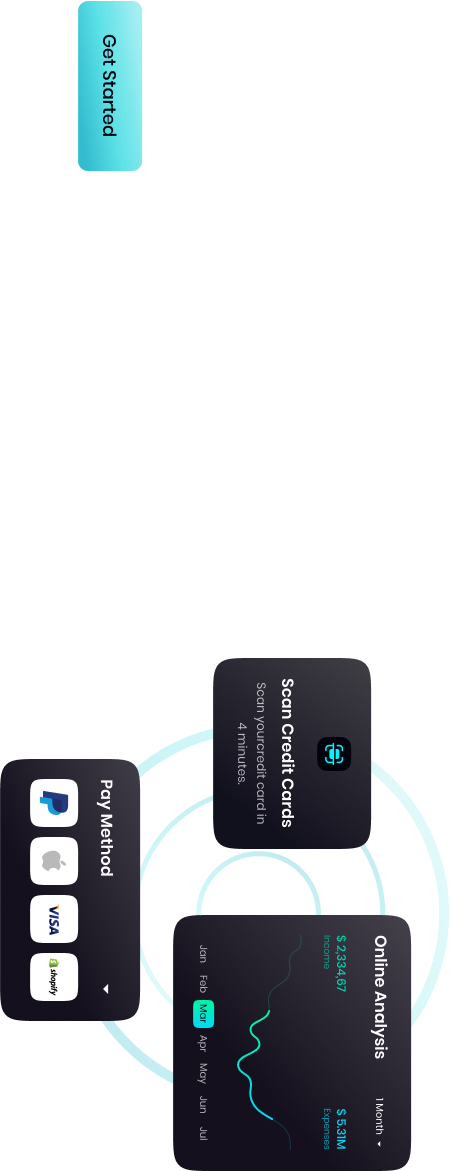 Get Started
Scan Credit Cards
Scan yourcredit card in
4 minutes.
Pay Method
VISA
shopify
Online Analysis
1 Month
$ 2,334,67
Income
$ 5.31M
Expenses
Jan Feb Mar Apr May Jun Jul